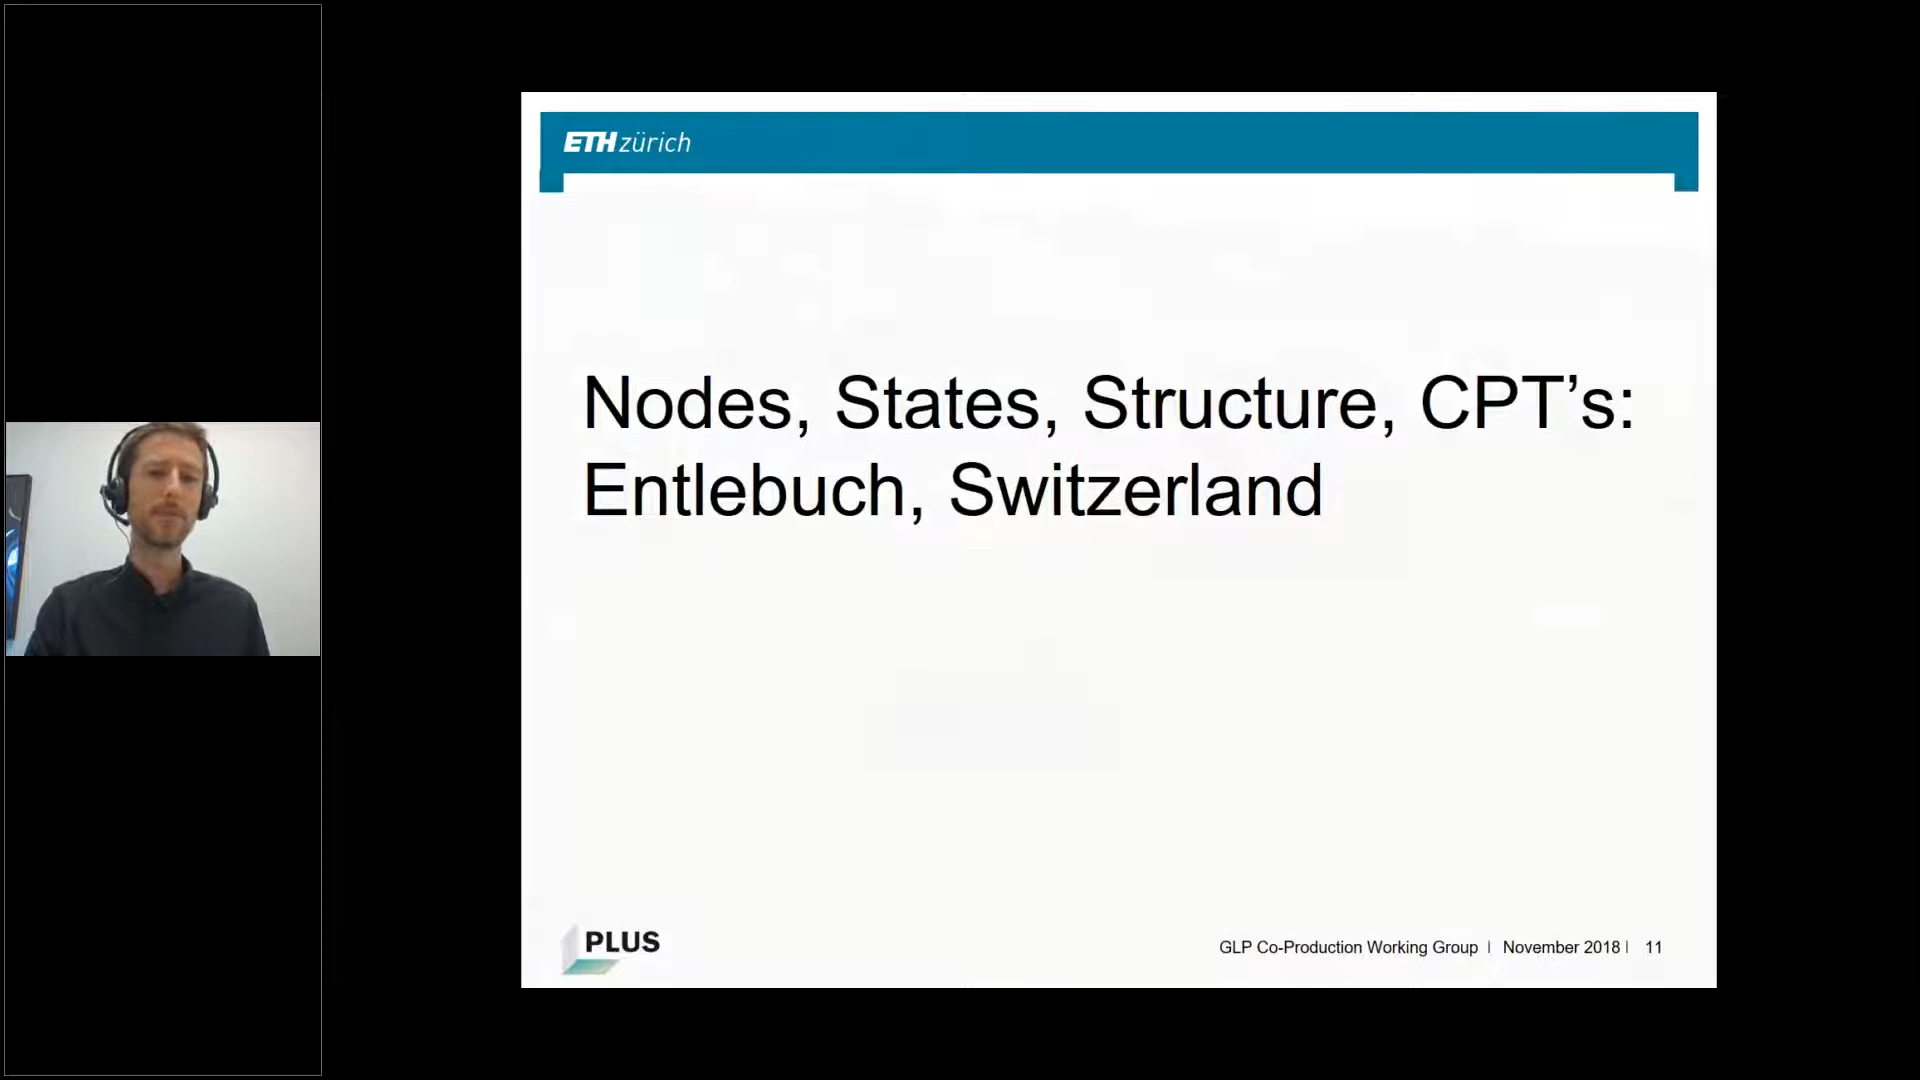 ETH zürich
Nodes, States, Structure, CPT’s:
Entlebuch, Switzerland
PLUS
GLP Co-Production Working Group | November 2018 | 11